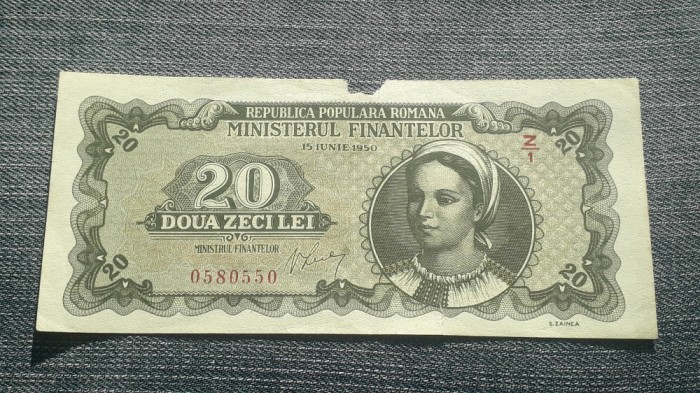 REPUBLICA POPULARA ROMANA
MINISTERUL FINANTELOR
15 IUNIE 1950
Z/1
20
20
20
DOUA ZECI LEI
MINISTRUL FINANTELOR
0580550
20
20
S. ZAINEA